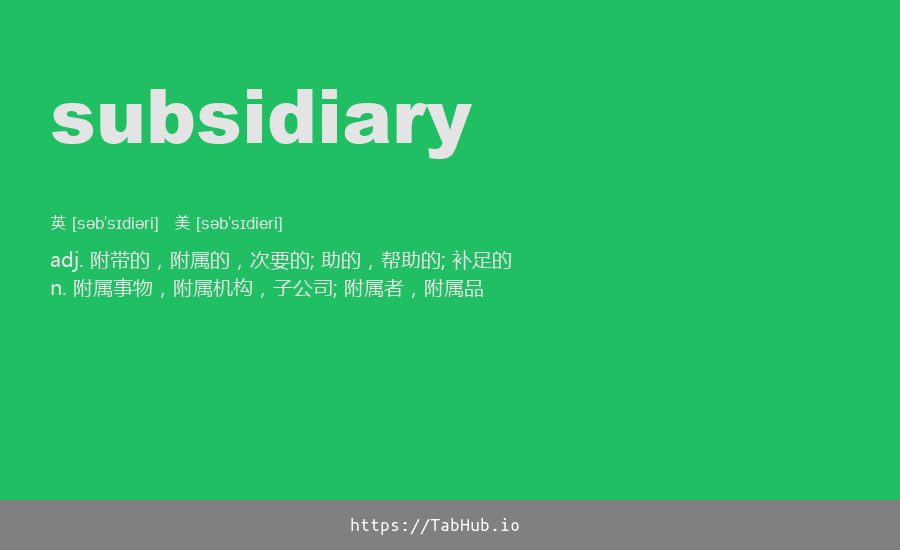 subsidiary
英 [səbˈsɪdiəri] 美 [səbˈsɪdieri]
adj. 附带的，附属的，次要的; 助的，帮助的; 补足的
n. 附属事物，附属机构，子公司; 附属者，附属品
https://TabHub.io